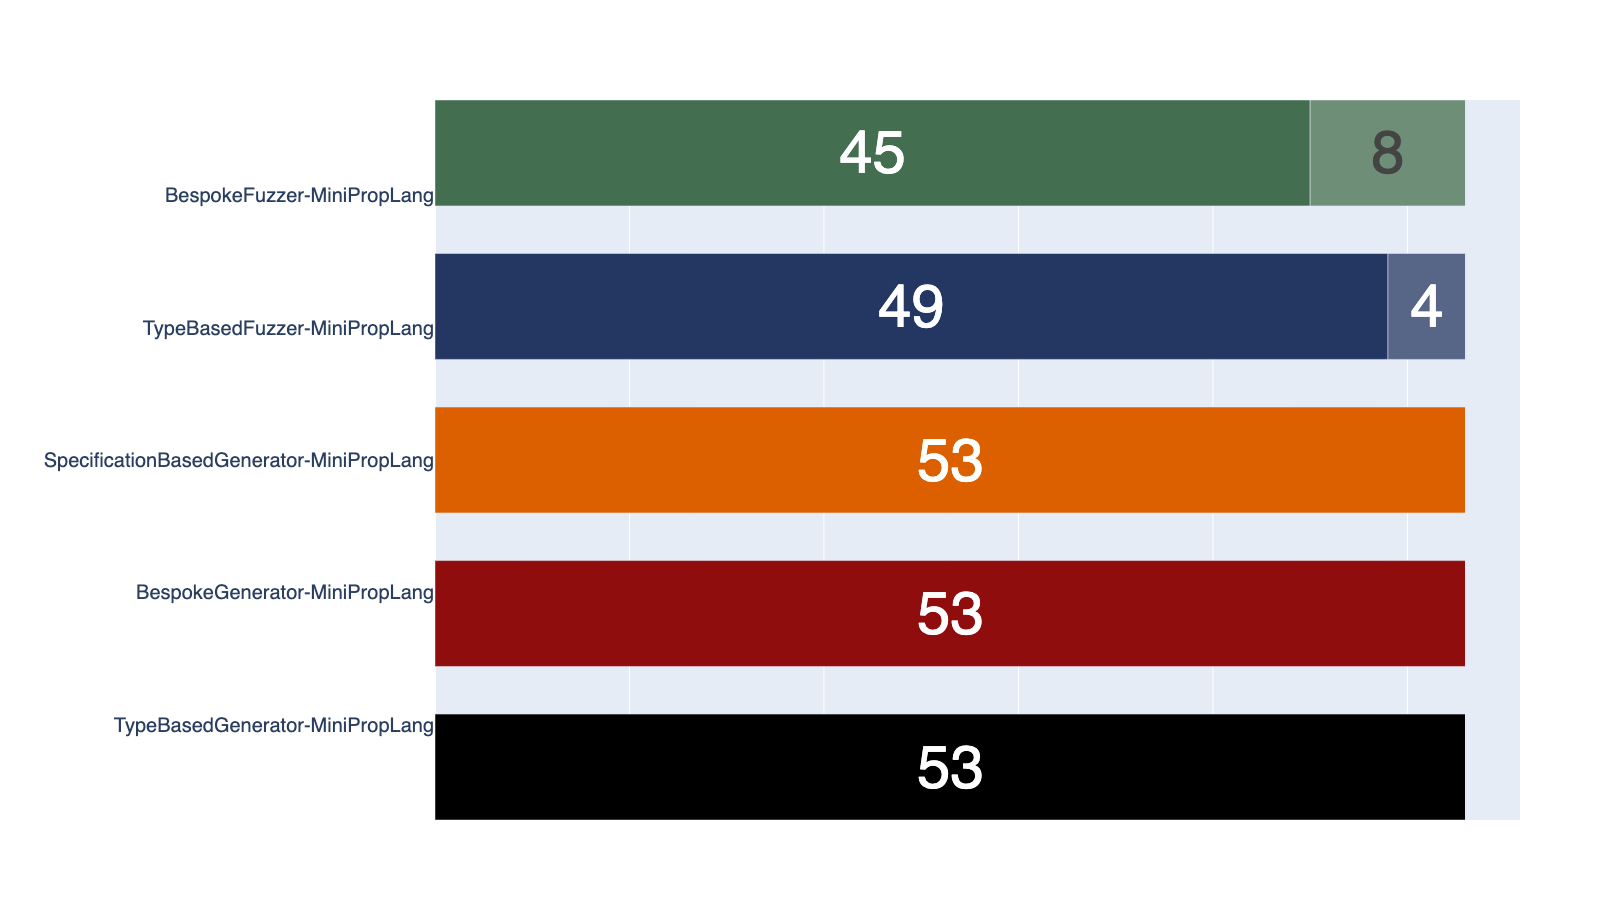 45 8
BespokeFuzzer-MiniPropLang
49 4
TypeBasedFuzzer-MiniPropLang
53
SpecificationBasedGenerator-MiniPropLang
53
BespokeGenerator-MiniPropLang
53
TypeBasedGenerator-MiniPropLang